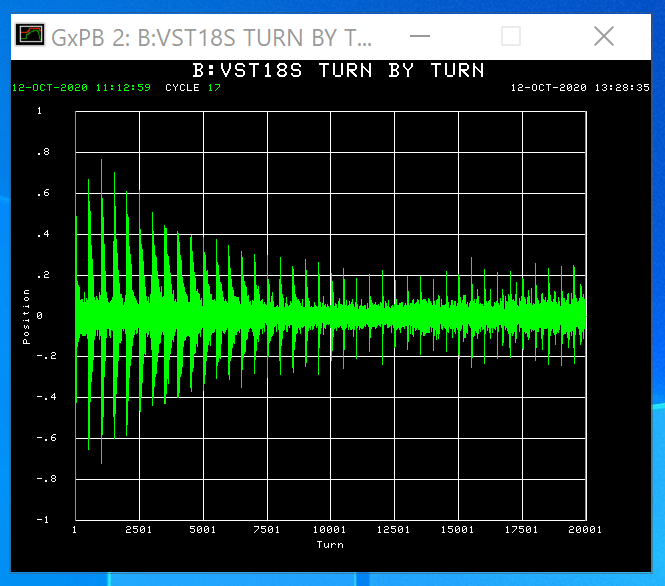 GxPB 2: B:VST18S TURN BY T...
B:VST18S TURN BY TURN
12-OCT-2020 11:12:59 CYCLE 17 12-OCT-2020 13:28:35
1
.8
.6
.4
.2
0
-.2
-.4
-.6
-.8
-1
Position
1 2501 5001 7501 10001 12501 15001 17501 20001
Turn